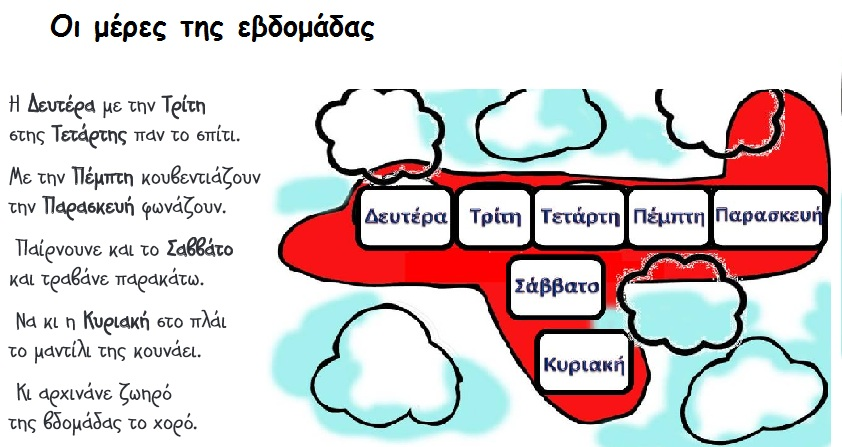 Οι μέρες της εβδομάδας
Η Δευτέρα με την Τρίτη
στης Τετάρτης παν το σπίτι.
Με την Πέμπτη κουβεντιάζουν
την Παρασκευή φωνάζουν.
Παίρνουνε και το Σαββάτο
και τραβάνε παρακάτω.
Να κι η Κυριακή στο πλάι
το μαντίλι της κουνάει.
Κι αρχινάνε ζωηρό
της βδομάδας το χορό.
Δευτέρα Τρίτη Τετάρτη Πέμπτη Παρασκευή
Σάββατο
Κυριακή